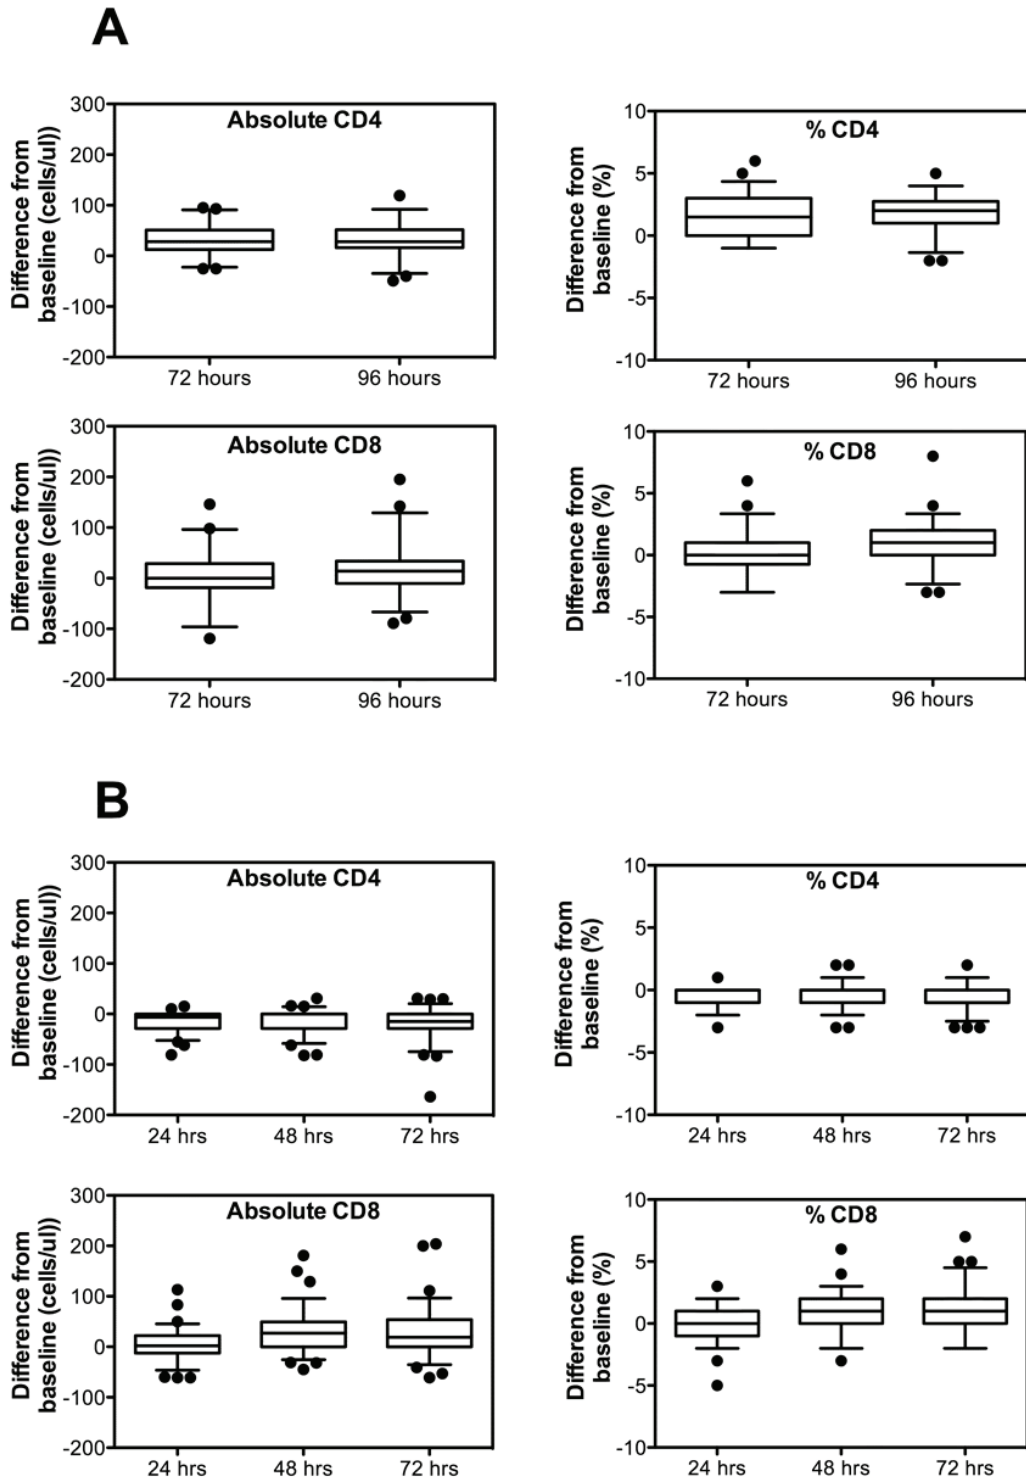 A
Absolute CD4
Difference from
baseline (cells/ul))
300
200
100
0
-100
-200
72 hours
96 hours
% CD4
Difference from
baseline (%)
10
5
0
-5
-10
72 hours
96 hours
Absolute CD8
Difference from
baseline (cells/ul))
300
200
100
0
-100
-200
72 hours
96 hours
% CD8
DIfference from
baseline (%)
10
5
0
-5
-10
72 hours
96 hours
B
Absolute CD4
Difference from
baseline (cells/ul))
300
200
100
0
-100
-200
24 hrs
48 hrs
72 hrs
% CD4
Difference from
baseline (%)
10
5
0
-5
-10
24 hrs
48 hrs
72 hrs
Absolute CD8
Difference from
baseline (cells/ul))
300
200
100
0
-100
-200
24 hrs
48 hrs
72 hrs
% CD8
Difference from
baseline (%)
10
5
0
-5
-10
24 hrs
48 hrs
72 hrs